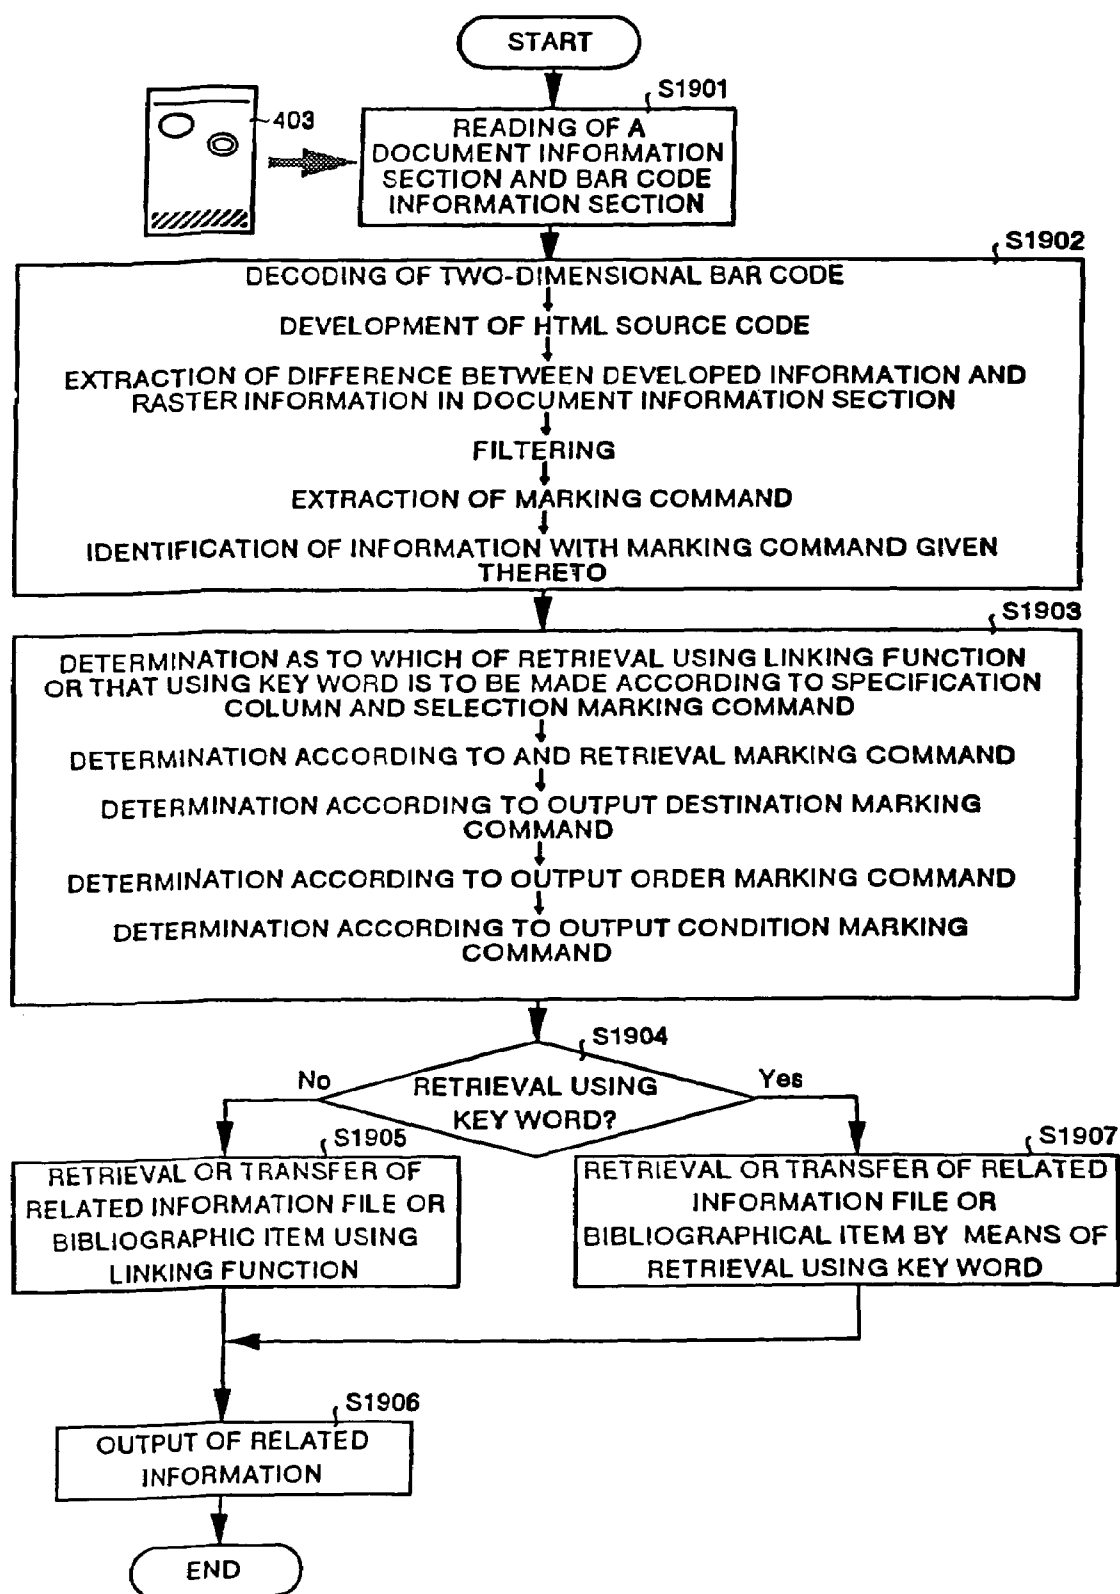 START
S1901
403
READING OF A
DOCUMENT INFORMATION
SECTION AND BAR CODE
INFORMATION SECTION
S1902
DECODING OF TWO-DIMENSIONAL BAR CODE
DEVELOPMENT OF HTML SOURCE CODE
EXTRACTION OF DIFFERENCE BETWEEN DEVELOPED INFORMATION AND
RASTER INFORMATION IN DOCUMENT INFORMATION SECTION
FILTERING
EXTRACTION OF MARKING COMMAND
IDENTIFICATION OF INFORMATION WITH MARKING COMMAND GIVEN
THERETO
S1903
DETERMINATION AS TO WHICH OF RETRIEVAL USING LINKING FUNCTION
OR THAT USING KEY WORD IS TO BE MADE ACCORDING TO SPECIFICATION
COLUMN AND SELECTION MARKING COMMAND
DETERMINATION ACCORDING TO AND RETRIEVAL MARKING COMMAND
DETERMINATION ACCORDING TO OUTPUT DESTINATION MARKING
COMMAND
DETERMINATION ACCORDING TO OUTPUT ORDER MARKING COMMAND
DETERMINATION ACCORDING TO OUTPUT CONDITION MARKING
COMMAND
S1904
No
RETRIEVAL USING
KEY WORD?
Yes
S1905
RETRIEVAL OR TRANSFER OF
RELATED INFORMATION FILE OR
BIBLIOGRAPHIC ITEM USING
LINKING FUNCTION
S1907
RETRIEVAL OR TRANSFER OF RELATED
INFORMATION FILE OR
BIBLIOGRAPHICAL ITEM BY MEANS OF
RETRIEVAL USING KEY WORD
S1906
OUTPUT OF RELATED
INFORMATION
END